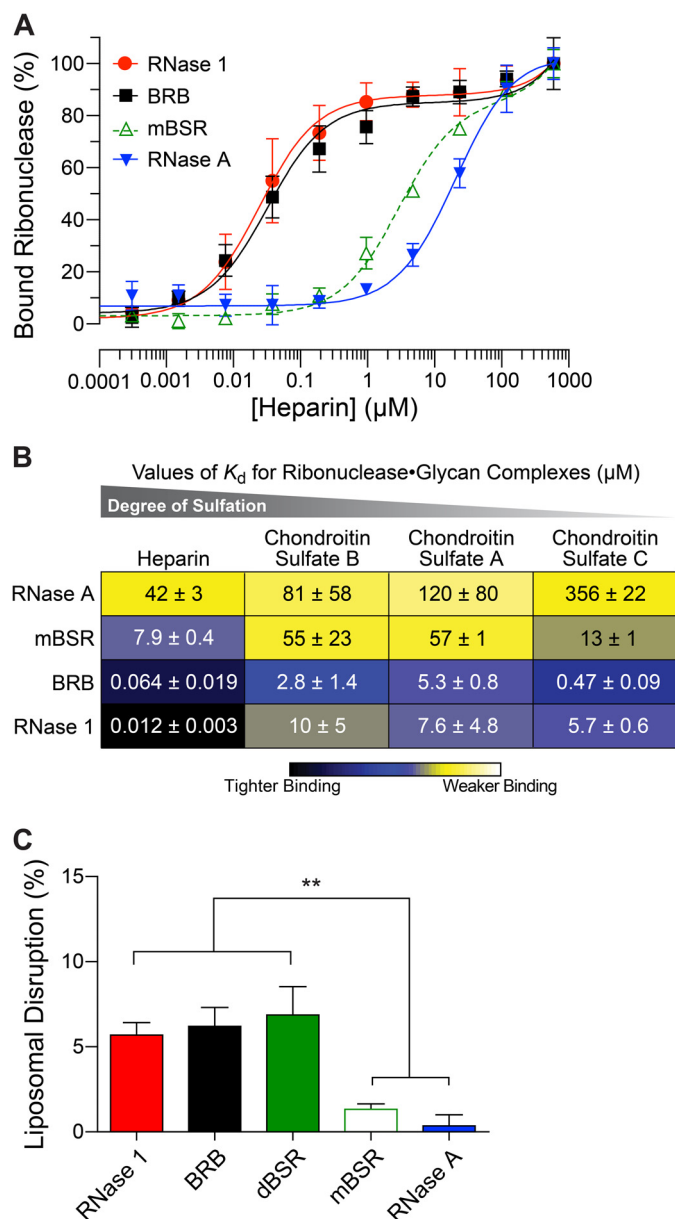 A
Bound Ribonuclease (%)
100
80
60
40
20
0
RNase 1
BRB
mBSR
RNase A
0.0001 0.001 0.01 0.1 1 10 100 1000
[Heparin] (μM)
B
Values of Kd for Ribonuclease•Glycan Complexes (μM)
Degree of Sulfation
Heparin Chondroitin Sulfate B Chondroitin Sulfate A Chondroitin Sulfate C
RNase A 42 ± 3 81 ± 58 120 ± 80 356 ± 22
mBSR 7.9 ± 0.4 55 ± 23 57 ± 1 13 ± 1
BRB 0.064 ± 0.019 2.8 ± 1.4 5.3 ± 0.8 0.47 ± 0.09
RNase 1 0.012 ± 0.003 10 ± 5 7.6 ± 4.8 5.7 ± 0.6
Tighter Binding Weaker Binding
C
Liposomal Disruption (%)
15
10
5
0
**
RNase 1 BRB dBSR mBSR RNase A